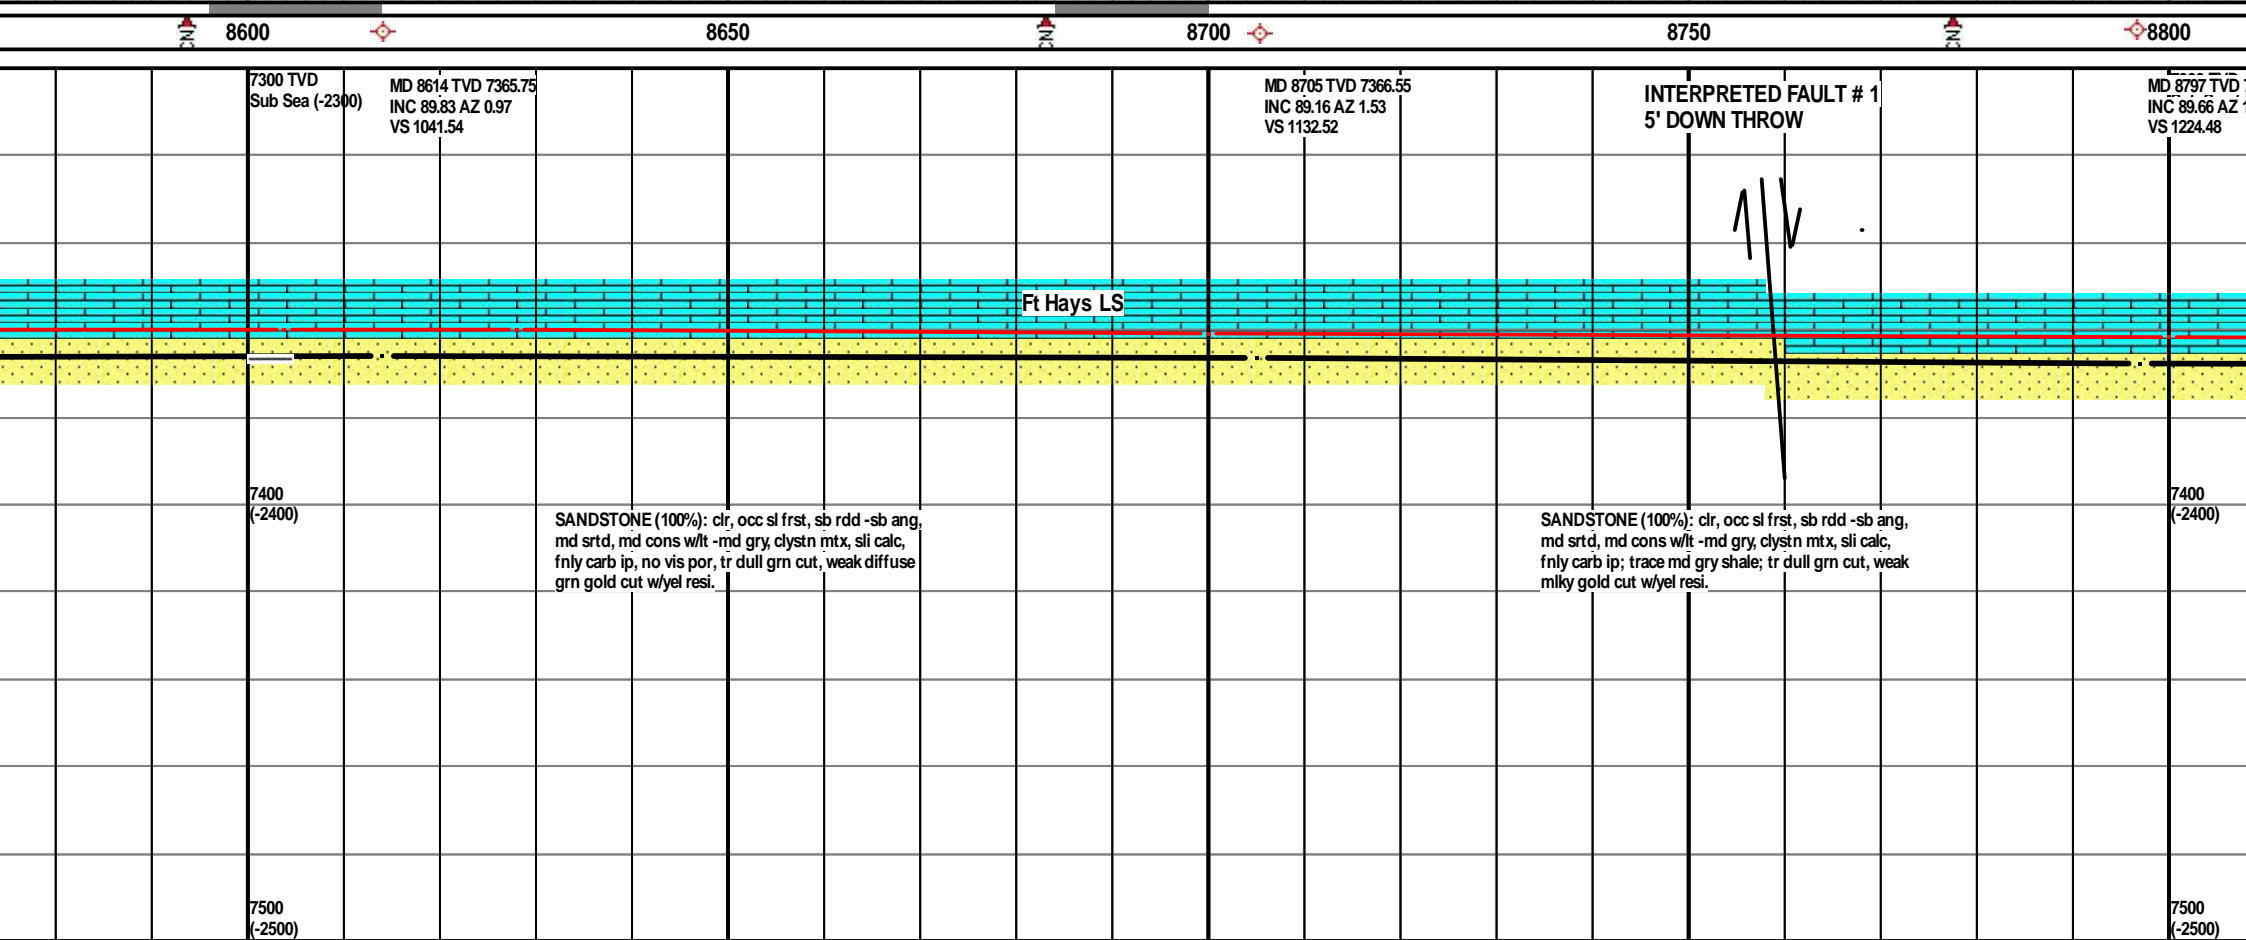 8600 8650 8700 8750 8800
7300 TVD
Sub Sea (-2300)
MD 8614 TVD 7365.75
INC 89.83 AZ 0.97
VS 1041.54
MD 8705 TVD 7366.55
INC 89.16 AZ 1.53
VS 1132.52
INTERPRETED FAULT # 1
5' DOWN THROW
MD 8797 TVD
INC 89.66 AZ
VS 1224.48
Ft Hays LS
7400
(-2400)
SANDSTONE (100%): clr, occ sl frst, sb rdd -sb ang,
md srtd, md cons w/lt -md gry, clystn mtx, sli calc,
fnly carb ip, no vis por, tr dull grn cut, weak diffuse
grn gold cut w/yel resi.
SANDSTONE (100%): clr, occ sl frst, sb rdd -sb ang,
md srtd, md cons w/lt -md gry, clystn mtx, sli calc,
fnly carb ip; trace md gry shale; tr dull grn cut, weak
mlky gold cut w/yel resi.
7400
(-2400)
7500
(-2500)
7500
(-2500)